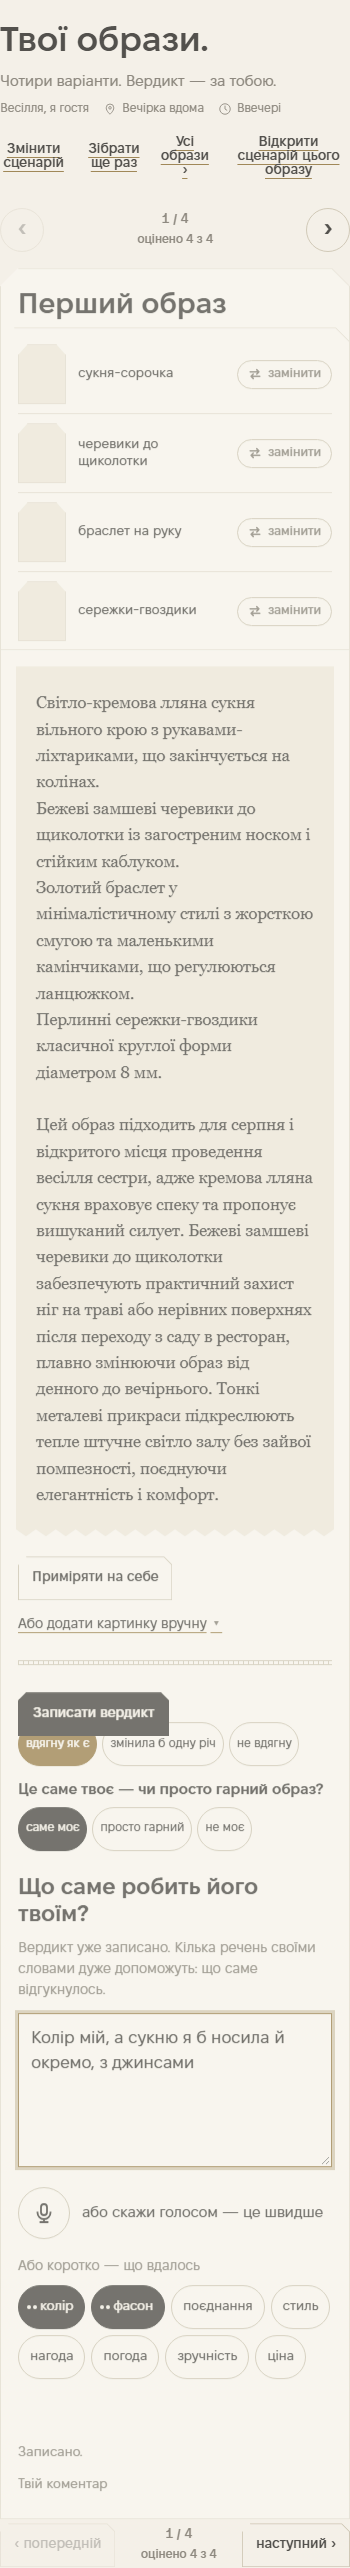 Твої образи.
Чотири варіанти. Вердикт — за тобою.
Весілля, я гостя Вечірка вдома Ввечері
Змінити сценарій
Зібрати ще раз
Усі образи ›
Відкрити сценарій цього образу
‹
1 / 4
оцінено 4 з 4
›
Перший образ
сукня-сорочка
замінити
черевики до
щиколотки
замінити
браслет на руку
замінити
сережки-гвоздики
замінити
Світло-кремова лляна сукня
вільного крою з рукавами-
ліхтариками, що закінчується на
колінах.
Бежеві замшеві черевики до
щиколотки із загостреним носком і
стійким каблуком.
Золотий браслет у
мінімалістичному стилі з жорсткою
смугою та маленькими
камінчиками, що регулюються
ланцюжком.
Перлинні сережки-гвоздики
класичної круглої форми
діаметром 8 мм.
Цей образ підходить для серпня і
відкритого місця проведення
весілля сестри, адже кремова лляна
сукня враховує спеку та пропонує
вишуканий силует. Бежеві замшеві
черевики до щиколотки
забезпечують практичний захист
ніг на траві або нерівних поверхнях
після переходу з саду в ресторан,
плавно змінюючи образ від
денного до вечірнього. Тонкі
металеві прикраси підкреслюють
тепле штучне світло залу без зайвої
помпезності, поєднуючи
елегантність і комфорт.
Приміряти на себе
Або додати картинку вручну
Записати вердикт
вдягну як є змінила б одну річ не вдягну
Це саме твоє — чи просто гарний образ?
саме моє просто гарний не моє
Що саме робить його
твоїм?
Вердикт уже записано. Кілька речень своїми
словами дуже допоможуть: що саме
відгукнулось.
Колір мій, а сукню я б носила й
окремо, з джинсами
або скажи голосом — це швидше
Або коротко — що вдалось
колір фасон поєднання стиль
нагода погода зручність ціна
Записано.
Твій коментар
‹ попередній
1 / 4
оцінено 4 з 4
наступний ›